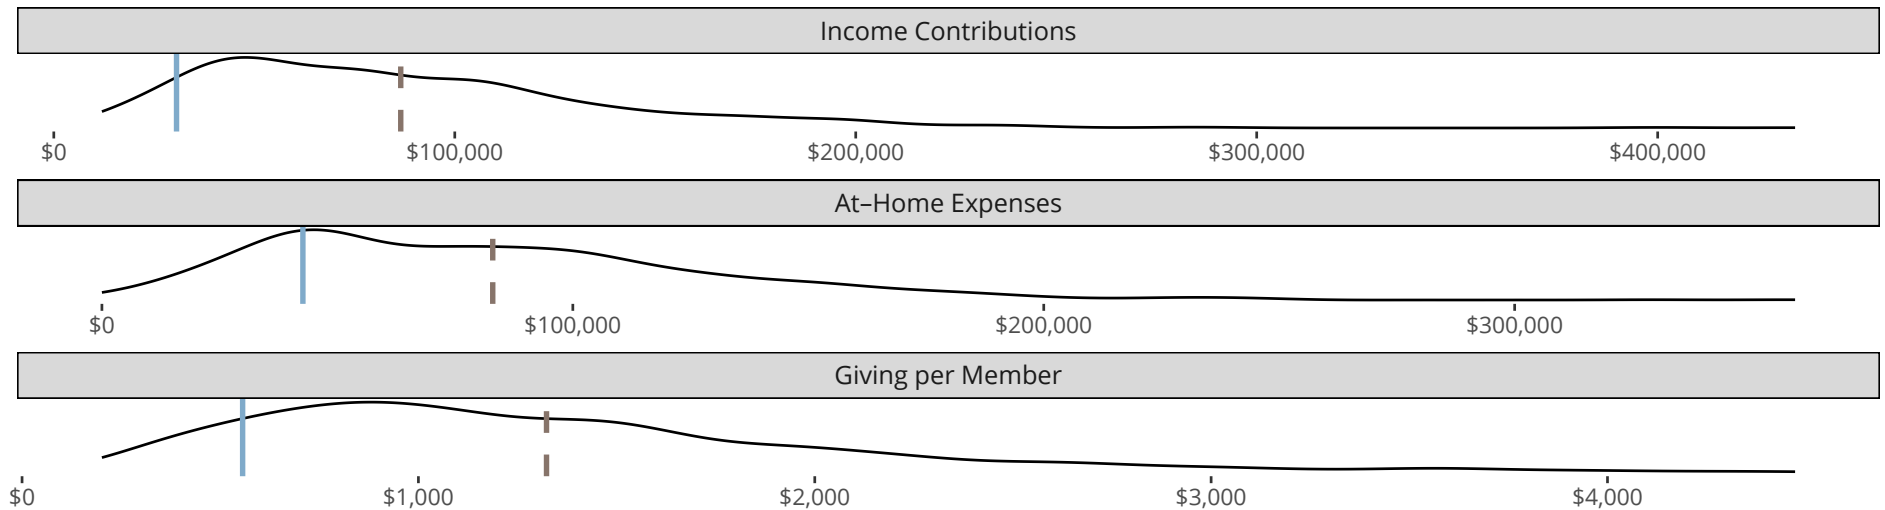 Income Contributions
$0 $100,000 $200,000 $300,000 $400,000
At–Home Expenses
$0 $100,000 $200,000 $300,000
Giving per Member
$0 $1,000 $2,000 $3,000 $4,000